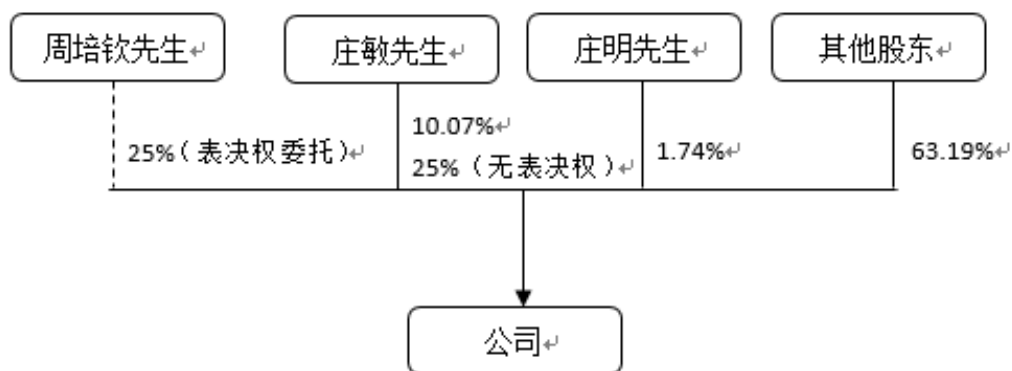 周培钦先生
庄敏先生
庄明先生
其他股东
25%（表决权委托）
10.07%
25%（无表决权）
1.74%
63.19%
公司